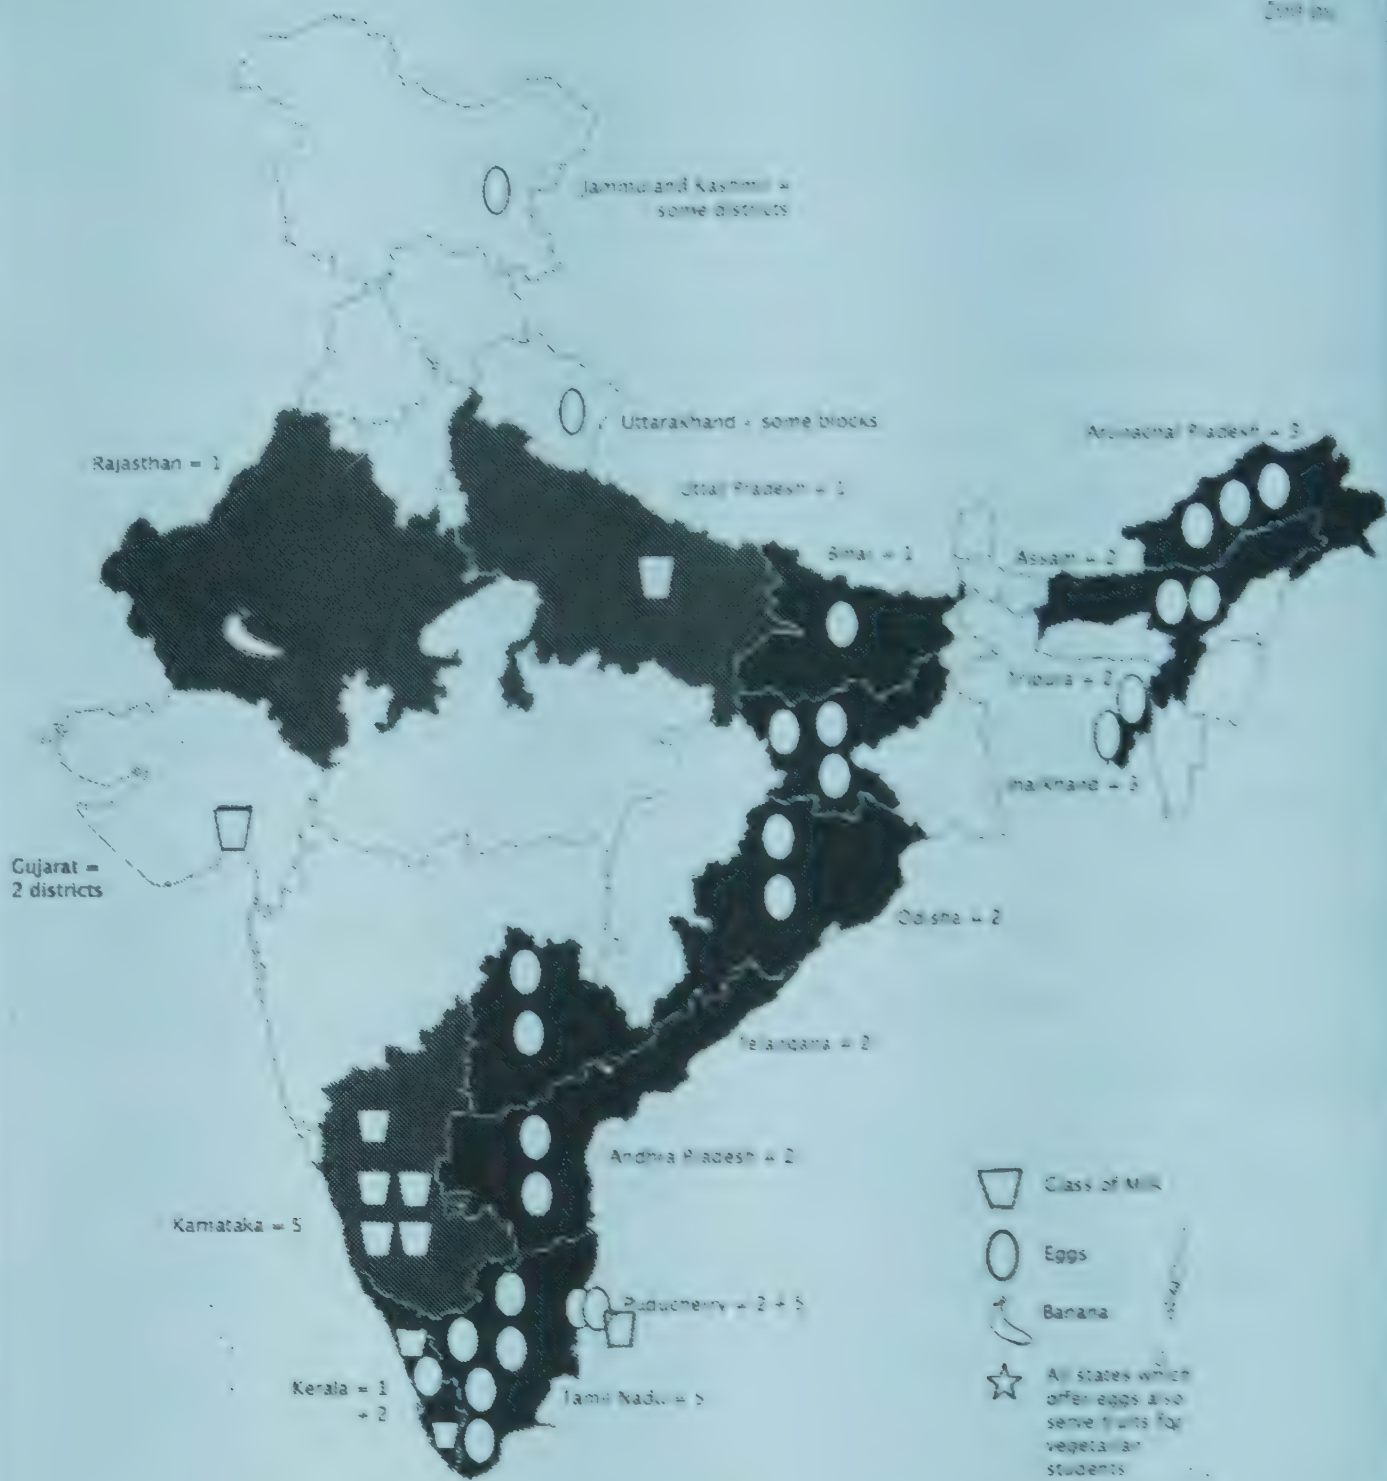 Jammu and Kashmir =
some districts
Uttarakhand = some blocks
Arunachal Pradesh = 3
Rajasthan = 1
Uttar Pradesh = 1
Bihar = 1
Assam = 2
Tripura = 2
Jharkhand = 3
Gujarat =
2 districts
Odisha = 2
Telangana = 2
Andhra Pradesh = 2
Karnataka = 5
Puducherry = 2 + 5
Kerala = 1
+ 2
Tamil Nadu = 5
Glass of Milk
Eggs
Banana
All states which
offer eggs also
serve fruits for
vegetarian
students